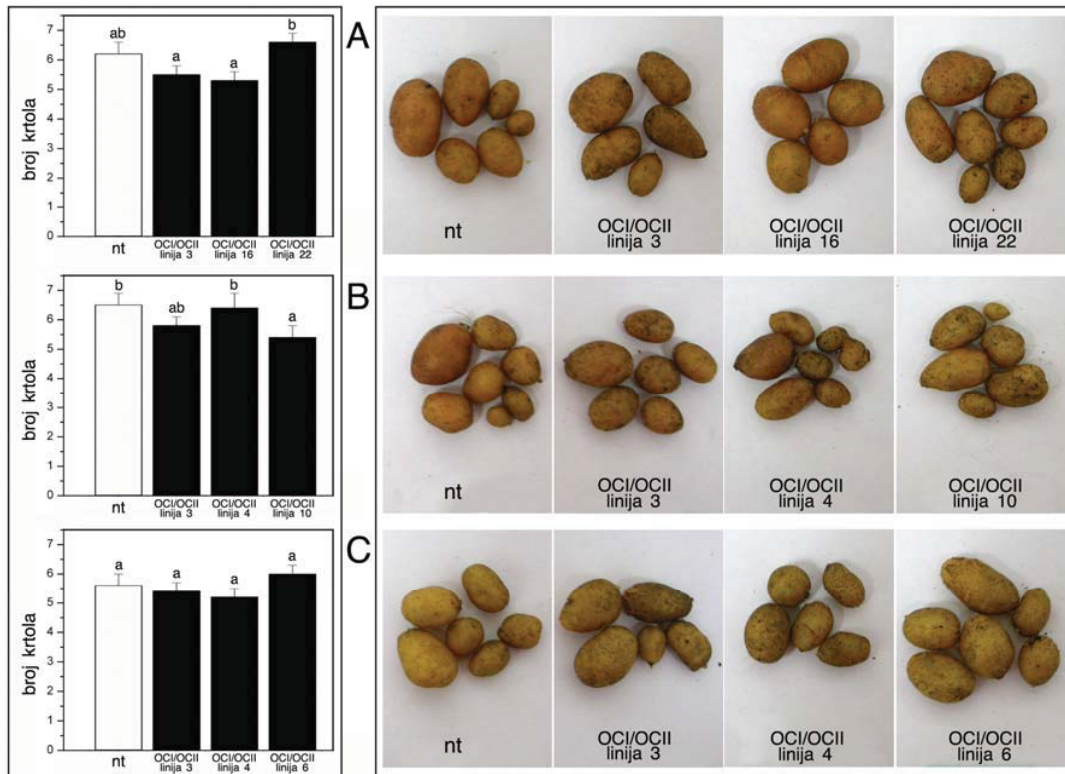 A
broj krtola
7
6
5
4
3
2
1
0
ab
a
a
b
nt
OCI/OCII
linija 3
OCI/OCII
linija 16
OCI/OCII
linija 22
nt
OCI/OCII
linija 3
OCI/OCII
linija 16
OCI/OCII
linija 22
B
broj krtola
7
6
5
4
3
2
1
0
b
ab
b
a
nt
OCI/OCII
linija 3
OCI/OCII
linija 4
OCI/OCII
linija 10
nt
OCI/OCII
linija 3
OCI/OCII
linija 4
OCI/OCII
linija 10
C
broj krtola
7
6
5
4
3
2
1
0
a
a
a
a
nt
OCI/OCII
linija 3
OCI/OCII
linija 4
OCI/OCII
linija 6
nt
OCI/OCII
linija 3
OCI/OCII
linija 4
OCI/OCII
linija 6